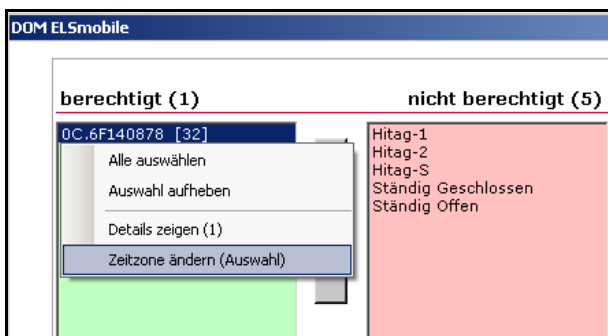 DOM ELSmobile
berechtigt (1)
nicht berechtigt (5)
0C.6F140878 [32]
Alle auswählen
Auswahl aufheben
Details zeigen (1)
Zeitzone ändern (Auswahl)
Hitag-1
Hitag-2
Hitag-S
Ständig Geschlossen
Ständig Offen